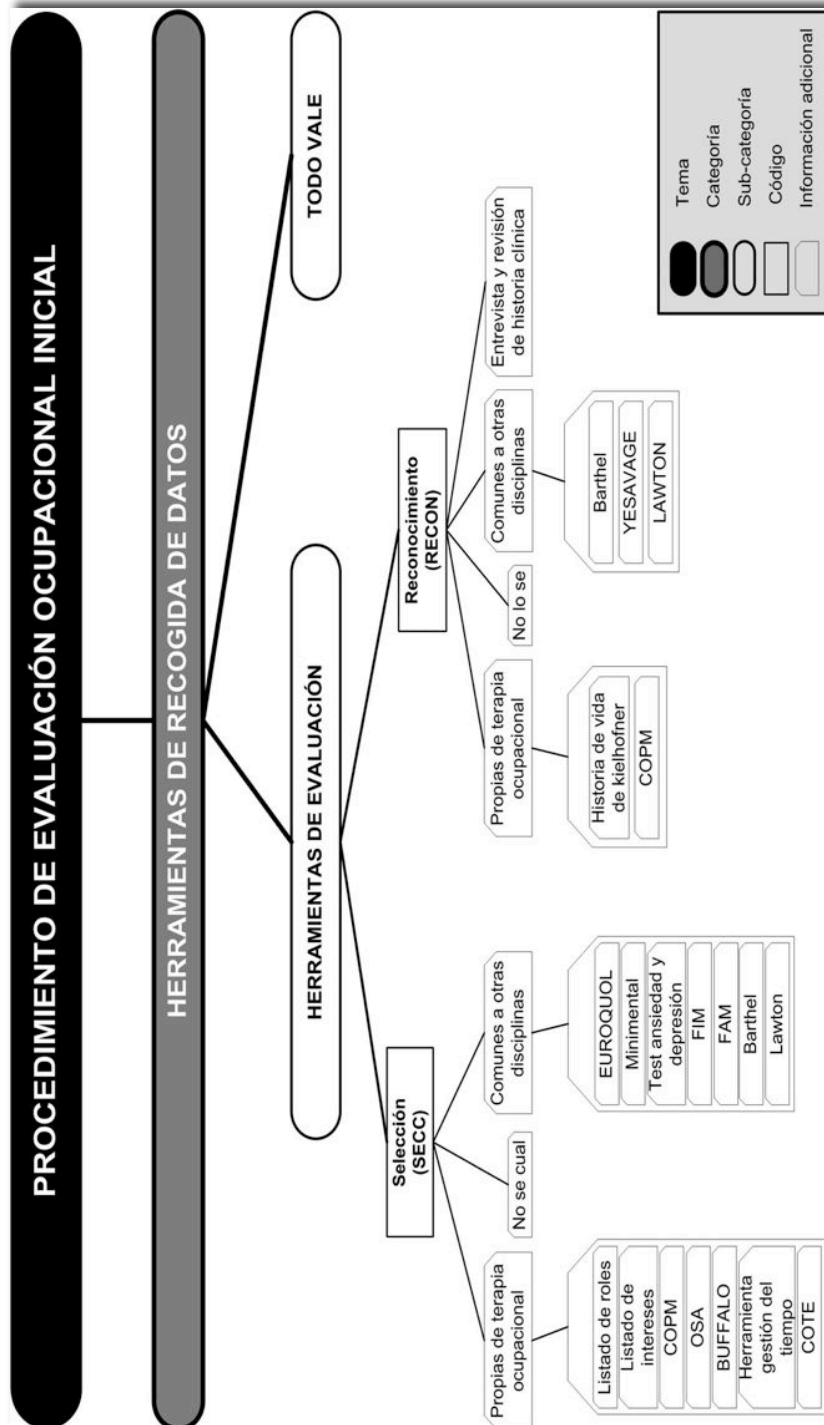 PROCEDIMIENTO DE EVALUACIÓN OCUPACIONAL INICIAL
HERRAMIENTAS DE RECOGIDA DE DATOS
HERRAMIENTAS DE EVALUACIÓN
TODO VALE
Selección
(SECC)
Reconocimiento
(RECON)
Propias de terapia
ocupacional
No se cual
Comunes a otras
disciplinas
Propias de terapia
ocupacional
No lo se
Comunes a otras
disciplinas
Entrevista y revisión
de historia clínica
Listado de roles
Listado de
intereses
COPM
OSA
BUFFALO
Herramienta
gestión del
tiempo
COTE
EUROQUOL
Minimental
Test ansiedad y
depresión
FIM
FAM
Barthel
Lawton
Historia de vida
de kielhofner
COPM
Barthel
YESAVAGE
LAWTON
Tema
Categoría
Sub-categoría
Código
Información adicional